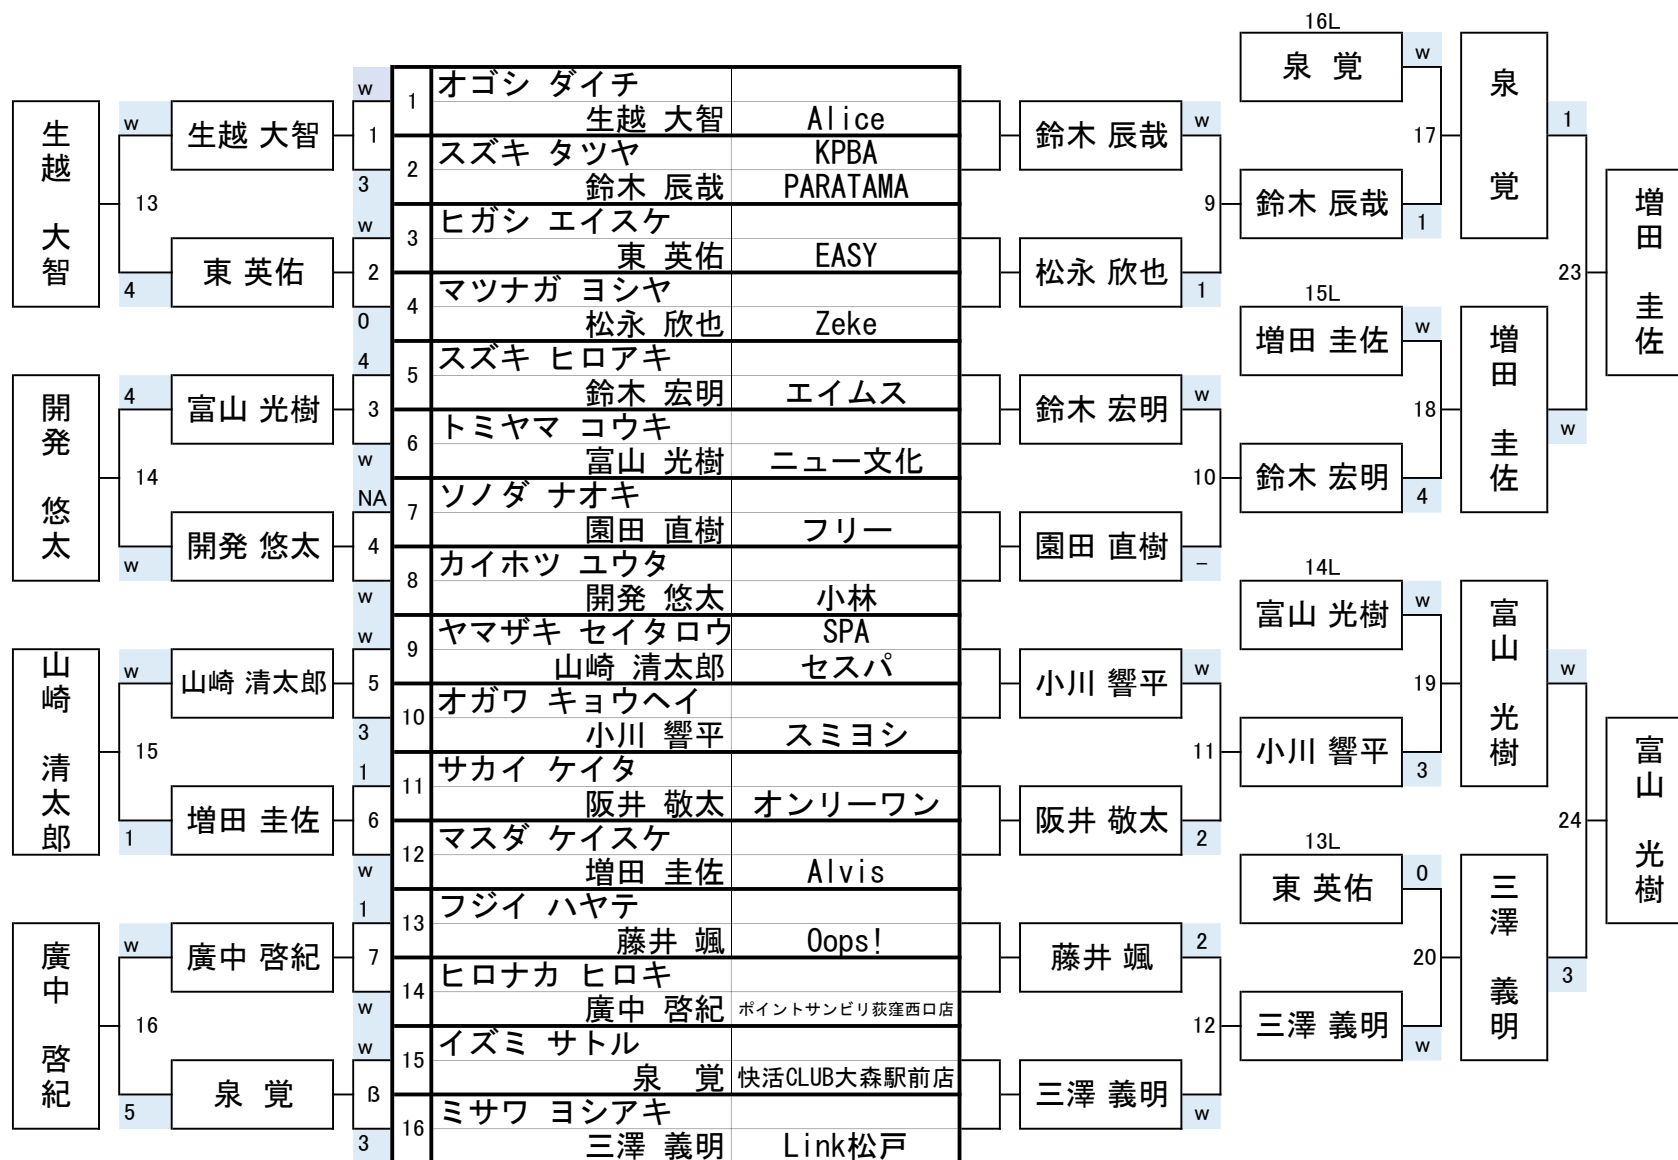 16L
泉 覚
w
泉 覚
17
鈴木 辰哉
1
1
増田 圭佐
23
15L
増田 圭佐
w
増田 圭佐
18
鈴木 宏明
4
w
14L
富山 光樹
w
富山 光樹
19
小川 響平
3
w
富山 光樹
24
13L
東 英佑
0
三澤 義明
20
三澤 義明
w
3
生越 大智
w
13
4
生越 大智
東 英佑
開発 悠太
4
14
w
富山 光樹
開発 悠太
山崎 清太郎
w
15
1
山崎 清太郎
増田 圭佐
廣中 啓紀
w
16
5
廣中 啓紀
泉 覚
w
1
3
w
2
0
4
3
w
NA
4
w
w
5
3
1
6
w
1
7
w
w
ß
3
1 オゴシ ダイチ
生越 大智 Alice
2 スズキ タツヤ KPBA
鈴木 辰哉 PARATAMA
3 ヒガシ エイスケ
東 英佑 EASY
4 マツナガ ヨシヤ
松永 欣也 Zeke
5 スズキ ヒロアキ
鈴木 宏明 エイムス
6 トミヤマ コウキ
富山 光樹 ニュー文化
7 ソノダ ナオキ
園田 直樹 フリー
8 カイホツ ユウタ
開発 悠太 小林
9 ヤマザキ セイタロウ SPA
山崎 清太郎 セスパ
10 オガワ キョウヘイ
小川 響平 スミヨシ
11 サカイ ケイタ
阪井 敬太 オンリーワン
12 マスダ ケイスケ
増田 圭佐 Alvis
13 フジイ ハヤテ
藤井 颯 Oops!
14 ヒロナカ ヒロキ
廣中 啓紀 ポイントサンビリ荻窪西口店
15 イズミ サトル
泉 覚 快活CLUB大森駅前店
16 ミサワ ヨシアキ
三澤 義明 Link松戸
鈴木 辰哉
w
9
松永 欣也
1
鈴木 宏明
w
10
園田 直樹
-
小川 響平
w
11
阪井 敬太
2
藤井 颯
2
12
三澤 義明
w